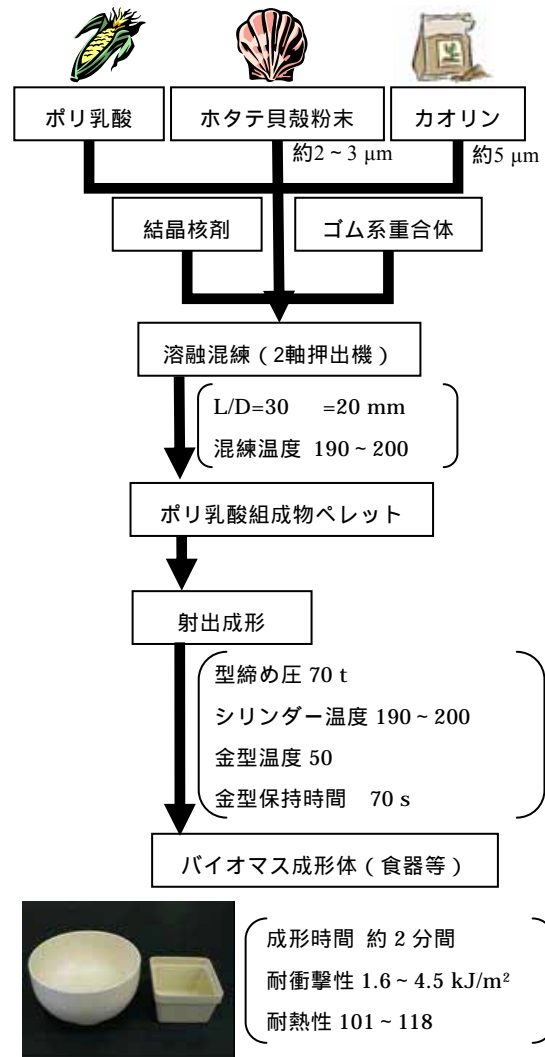 ポリ乳酸
ホタテ貝殻粉末
カオリン
約2~3 μm
約5 μm
結晶核剤
ゴム系重合体
溶融混練(2軸押出機)
L/D=30 =20 mm
混練温度 190~200
ポリ乳酸組成物ペレット
射出成形
型締め圧 70 t
シリンダー温度 190~200
金型温度 50
金型保持時間 70 s
バイオマス成形体(食器等)
成形時間 約2分間
耐衝撃性 1.6~4.5 kJ/m²
耐熱性 101~118